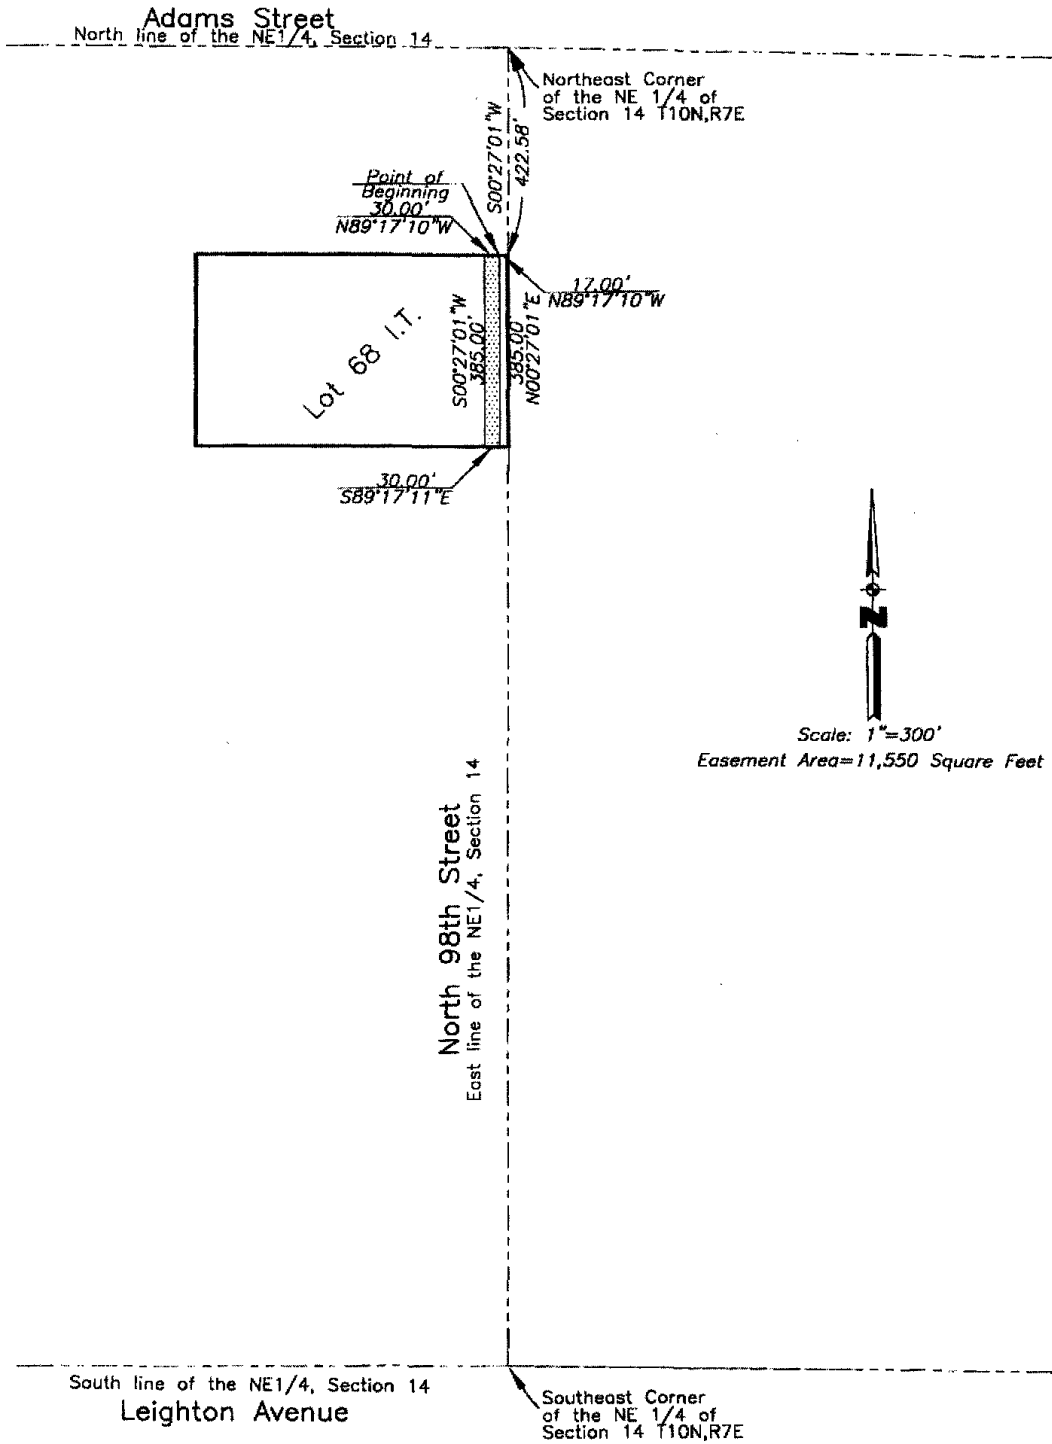 Adams Street
North line of the NE1/4, Section 14
Northeast Corner
of the NE 1/4 of
Section 14 T10N,R7E
S00°27'01"W
422.58'
Point of
Beginning
30.00'
N89°17'10"W
17.00'
N89°17'10"W
Lot 68 I.T.
S00°27'01"W
385.00'
385.00'
N00°27'01"E
30.00'
S89°17'11"E
N
Scale: 1"=300'
Easement Area=11,550 Square Feet
North 98th Street
East line of the NE1/4, Section 14
South line of the NE1/4, Section 14
Leighton Avenue
Southeast Corner
of the NE 1/4 of
Section 14 T10N,R7E